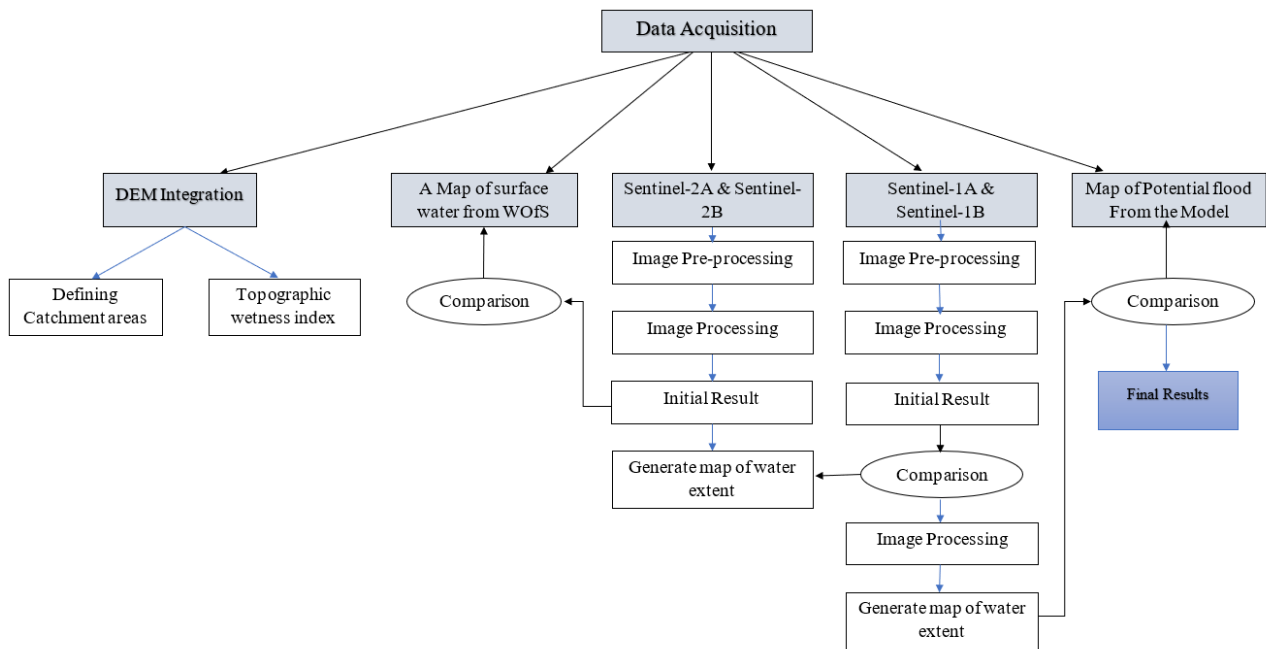 Data Acquisition
DEM Integration
A Map of surface
water from WOfS
Sentinel-2A & Sentinel-
2B
Sentinel-1A &
Sentinel-1B
Map of Potential flood
From the Model
Defining
Catchment areas
Topographic
wetness index
Comparison
Image Pre-processing
Image Processing
Initial Result
Generate map of water
extent
Image Pre-processing
Image Processing
Initial Result
Comparison
Image Processing
Generate map of water
extent
Comparison
Final Results